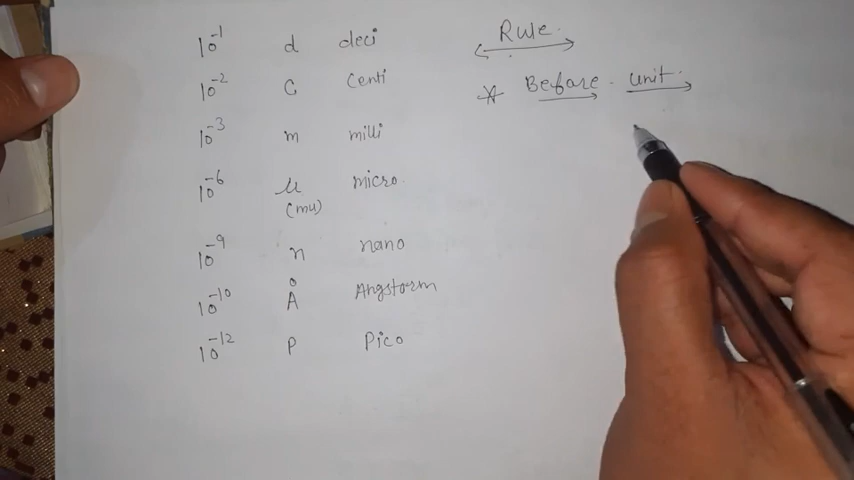 10⁻¹ d deci
10⁻² c centi
10⁻³ m milli
10⁻⁶ μ micro.
(mu)
10⁻⁹ n nano
10⁻¹⁰ Å Angstorm
10⁻¹² P Pico
Rule.
* Before. unit.